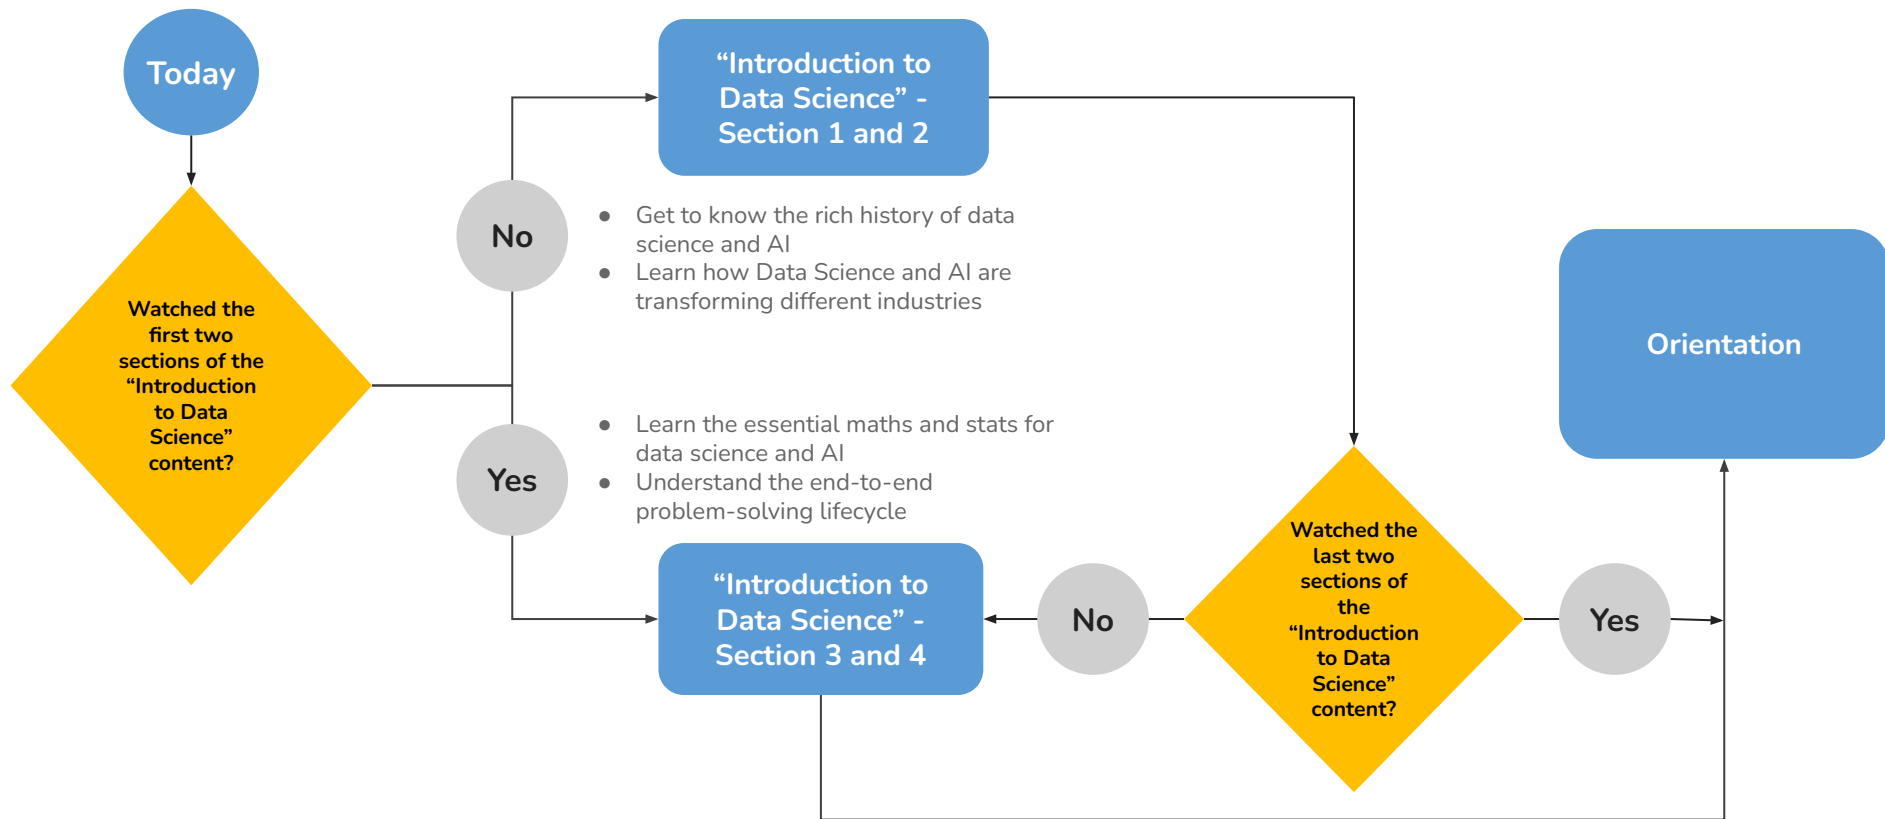 Today
Watched the
first two
sections of the
“Introduction
to Data
Science”
content?
No
“Introduction to
Data Science” -
Section 1 and 2
● Get to know the rich history of data
science and AI
● Learn how Data Science and AI are
transforming different industries
Yes
● Learn the essential maths and stats for
data science and AI
● Understand the end-to-end
problem-solving lifecycle
“Introduction to
Data Science” -
Section 3 and 4
No
Watched the
last two
sections of
the
“Introduction
to Data
Science”
content?
Yes
Orientation